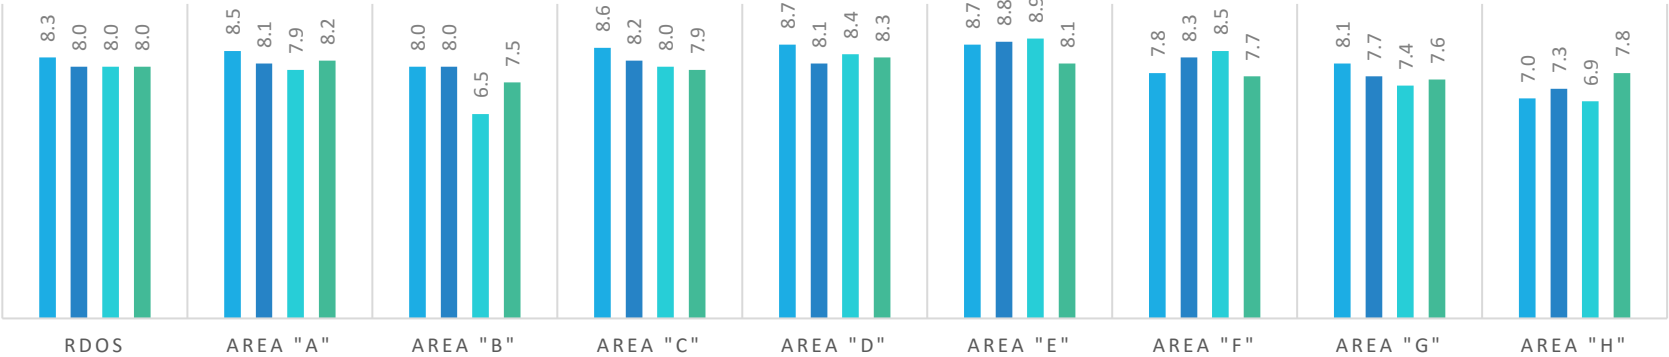 8.3 8.0 8.0 8.0 8.5 8.1 7.9 8.2 8.0 8.0 6.5 7.5 8.6 8.2 8.0 7.9 8.7 8.1 8.4 8.3 8.7 8.8 8.9 8.1 7.8 8.3 8.5 7.7 8.1 7.7 7.4 7.6 7.0 7.3 6.9 7.8
RDOS AREA "A" AREA "B" AREA "C" AREA "D" AREA "E" AREA "F" AREA "G" AREA "H"